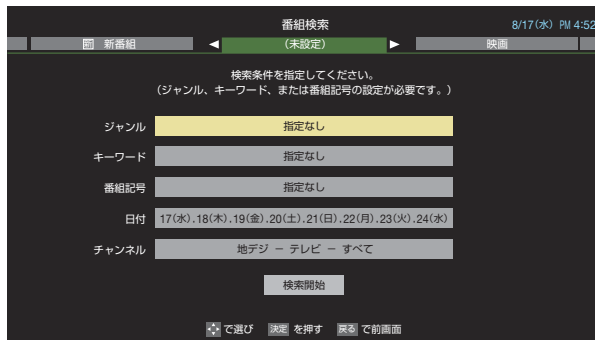 番組検索
8/17(水) PM 4:52
新番組 ◀ (未設定) ▶ 映画
検索条件を指定してください。
(ジャンル、キーワード、または番組記号の設定が必要です。)
ジャンル 指定なし
キーワード 指定なし
番組記号 指定なし
日付 17(水).18(木).19(金).20(土).21(日).22(月).23(火).24(水)
チャンネル 地デジ － テレビ － すべて
検索開始
で選び 決定 を押す 戻る で前画面